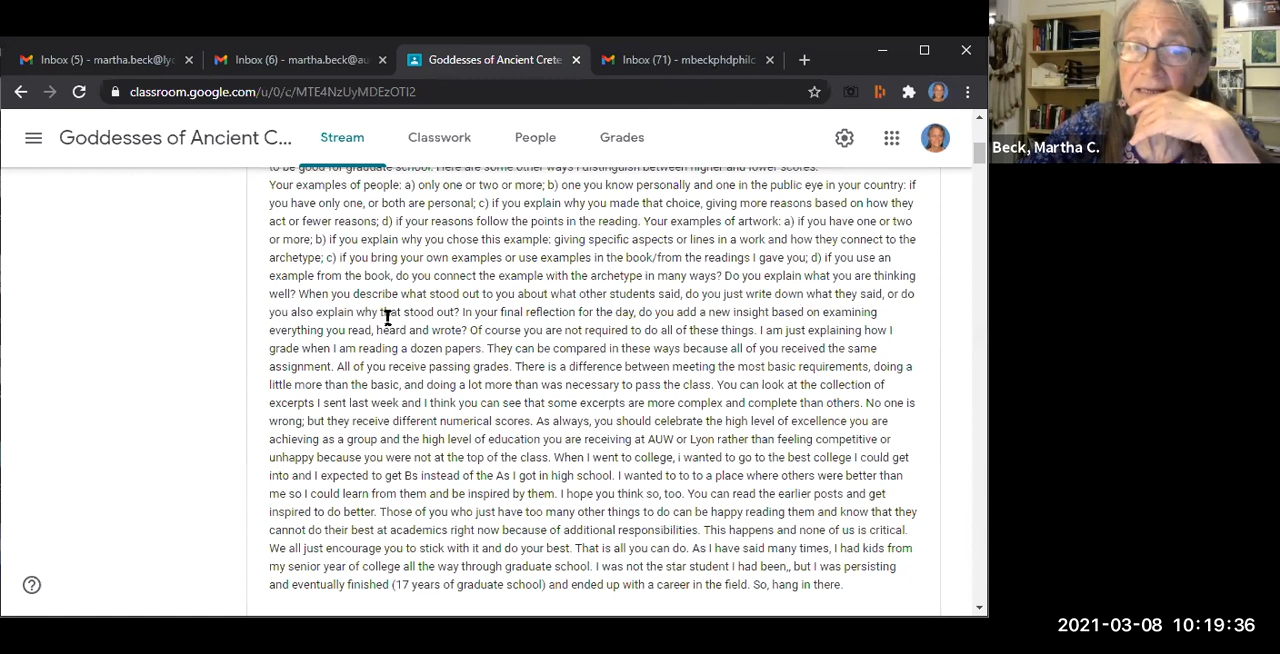 Inbox (5) - martha.beck@lyc
Inbox (6) - martha.beck@au
Goddesses of Ancient Crete
Inbox (71) - mbeckphdphilc
classroom.google.com/u/0/c/MTE4NzUyMDEzOTI2
Goddesses of Ancient C...
Stream
Classwork
People
Grades
Beck, Martha C.
to be good for graduate school. Here are some other ways I distinguish between higher and lower scores.
Your examples of people: a) only one or two or more; b) one you know personally and one in the public eye in your country: if
you have only one, or both are personal; c) if you explain why you made that choice, giving more reasons based on how they
act or fewer reasons; d) if your reasons follow the points in the reading. Your examples of artwork: a) if you have one or two
or more; b) if you explain why you chose this example: giving specific aspects or lines in a work and how they connect to the
archetype; c) if you bring your own examples or use examples in the book/from the readings I gave you; d) if you use an
example from the book, do you connect the example with the archetype in many ways? Do you explain what you are thinking
well? When you describe what stood out to you about what other students said, do you just write down what they said, or do
you also explain why that stood out? In your final reflection for the day, do you add a new insight based on examining
everything you read, heard and wrote? Of course you are not required to do all of these things. I am just explaining how I
grade when I am reading a dozen papers. They can be compared in these ways because all of you received the same
assignment. All of you receive passing grades. There is a difference between meeting the most basic requirements, doing a
little more than the basic, and doing a lot more than was necessary to pass the class. You can look at the collection of
excerpts I sent last week and I think you can see that some excerpts are more complex and complete than others. No one is
wrong; but they receive different numerical scores. As always, you should celebrate the high level of excellence you are
achieving as a group and the high level of education you are receiving at AUW or Lyon rather than feeling competitive or
unhappy because you were not at the top of the class. When I went to college, i wanted to go to the best college I could get
into and I expected to get Bs instead of the As I got in high school. I wanted to to to a place where others were better than
me so I could learn from them and be inspired by them. I hope you think so, too. You can read the earlier posts and get
inspired to do better. Those of you who just have too many other things to do can be happy reading them and know that they
cannot do their best at academics right now because of additional responsibilities. This happens and none of us is critical.
We all just encourage you to stick with it and do your best. That is all you can do. As I have said many times, I had kids from
my senior year of college all the way through graduate school. I was not the star student I had been,, but I was persisting
and eventually finished (17 years of graduate school) and ended up with a career in the field. So, hang in there.
2021-03-08 10:19:36